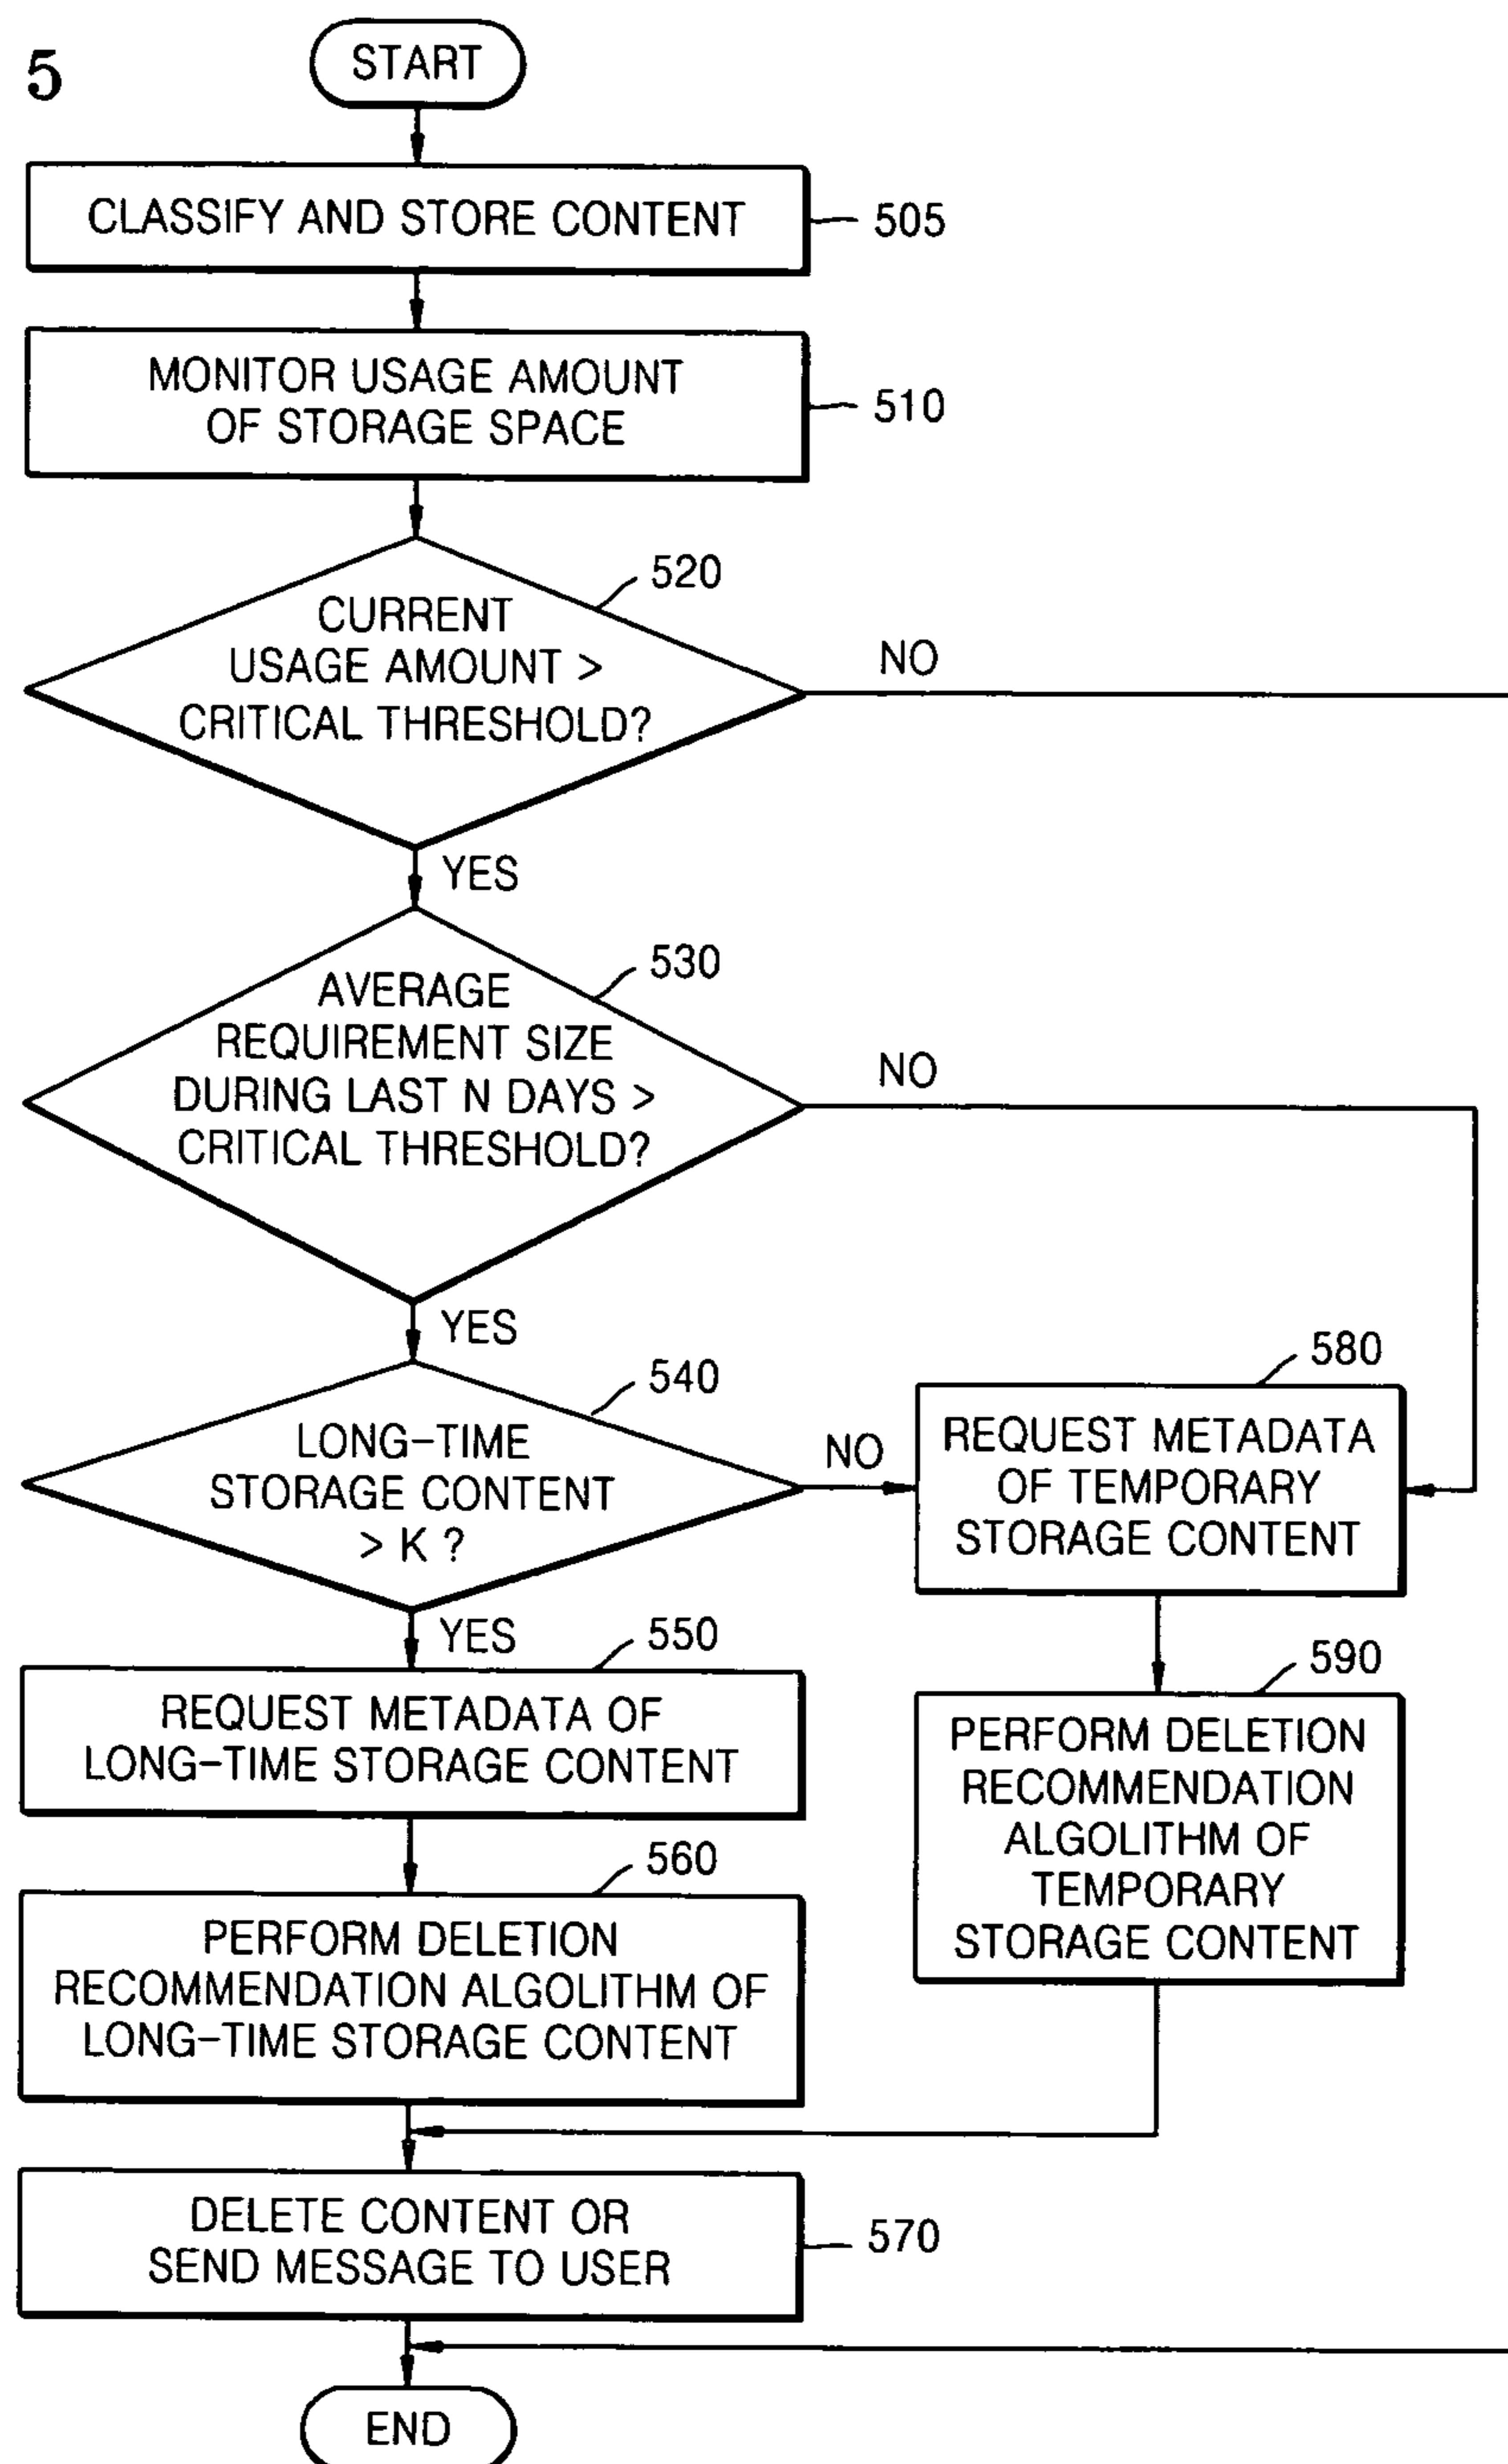 5
START
CLASSIFY AND STORE CONTENT
505
MONITOR USAGE AMOUNT
OF STORAGE SPACE
510
520
CURRENT
USAGE AMOUNT >
CRITICAL THRESHOLD?
NO
YES
530
AVERAGE
REQUIREMENT SIZE
DURING LAST N DAYS >
CRITICAL THRESHOLD?
NO
YES
540
LONG-TIME
STORAGE CONTENT
> K ?
NO
580
REQUEST METADATA
OF TEMPORARY
STORAGE CONTENT
YES
550
REQUEST METADATA OF
LONG-TIME STORAGE CONTENT
590
PERFORM DELETION
RECOMMENDATION
ALGOLITHM OF
TEMPORARY
STORAGE CONTENT
560
PERFORM DELETION
RECOMMENDATION ALGOLITHM OF
LONG-TIME STORAGE CONTENT
DELETE CONTENT OR
SEND MESSAGE TO USER
570
END